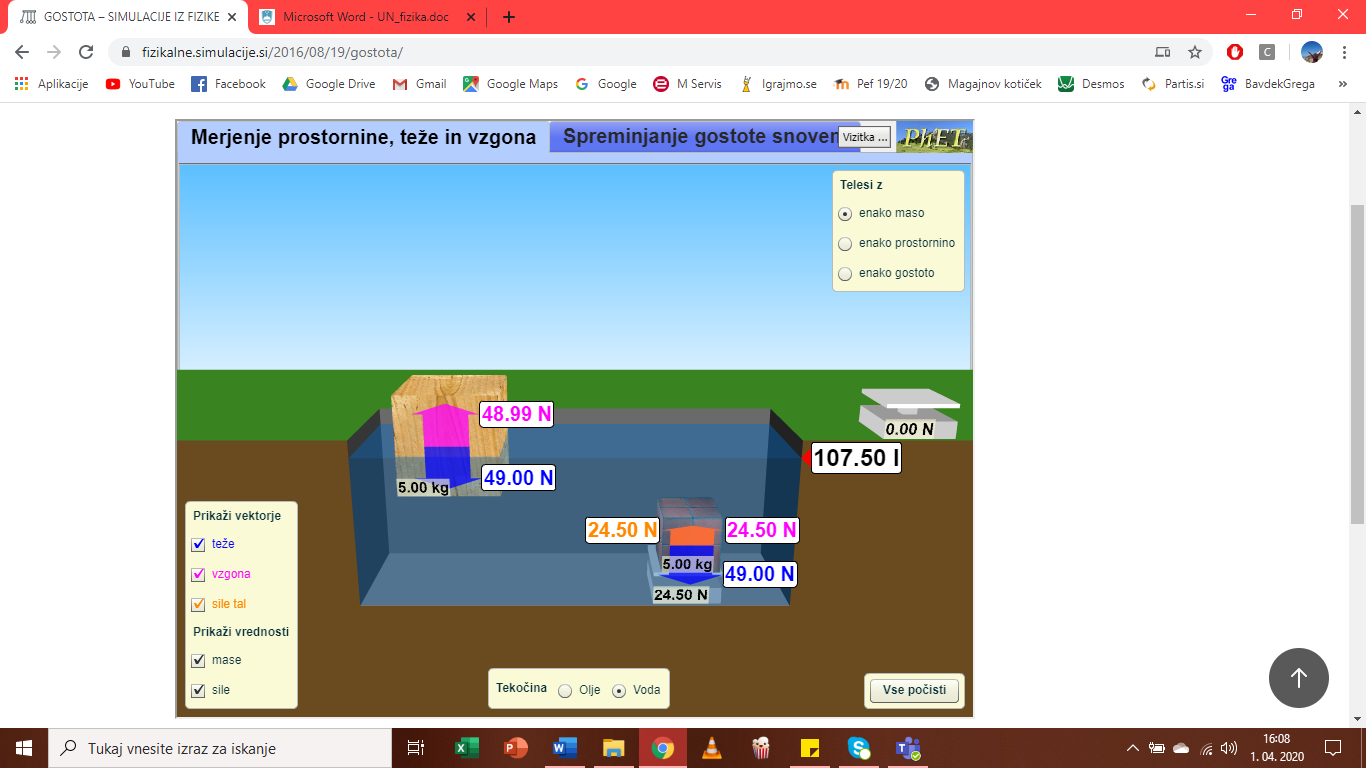 GOSTOTA – SIMULACIJE IZ FIZIKE
Microsoft Word - UN_fizika.doc
fizikalne.simulacije.si/2016/08/19/gostota/
Aplikacije YouTube Facebook Google Drive Gmail Google Maps Google M Servis Igrajmo.se Pef 19/20 Magajnov kotiček Desmos Partis.si BavdekGrega
Merjenje prostornine, teže in vzgona
Spreminjanje gostote snover
Vizitka ...
PhET
Telesi z
enako maso
enako prostornino
enako gostoto
48.99 N
49.00 N
5.00 kg
0.00 N
107.50 l
24.50 N
24.50 N
5.00 kg
49.00 N
24.50 N
Prikaži vektorje
teže
vzgona
sile tal
Prikaži vrednosti
mase
sile
Tekočina Olje Voda
Vse počisti
Tukaj vnesite izraz za iskanje
16:08
1. 04. 2020